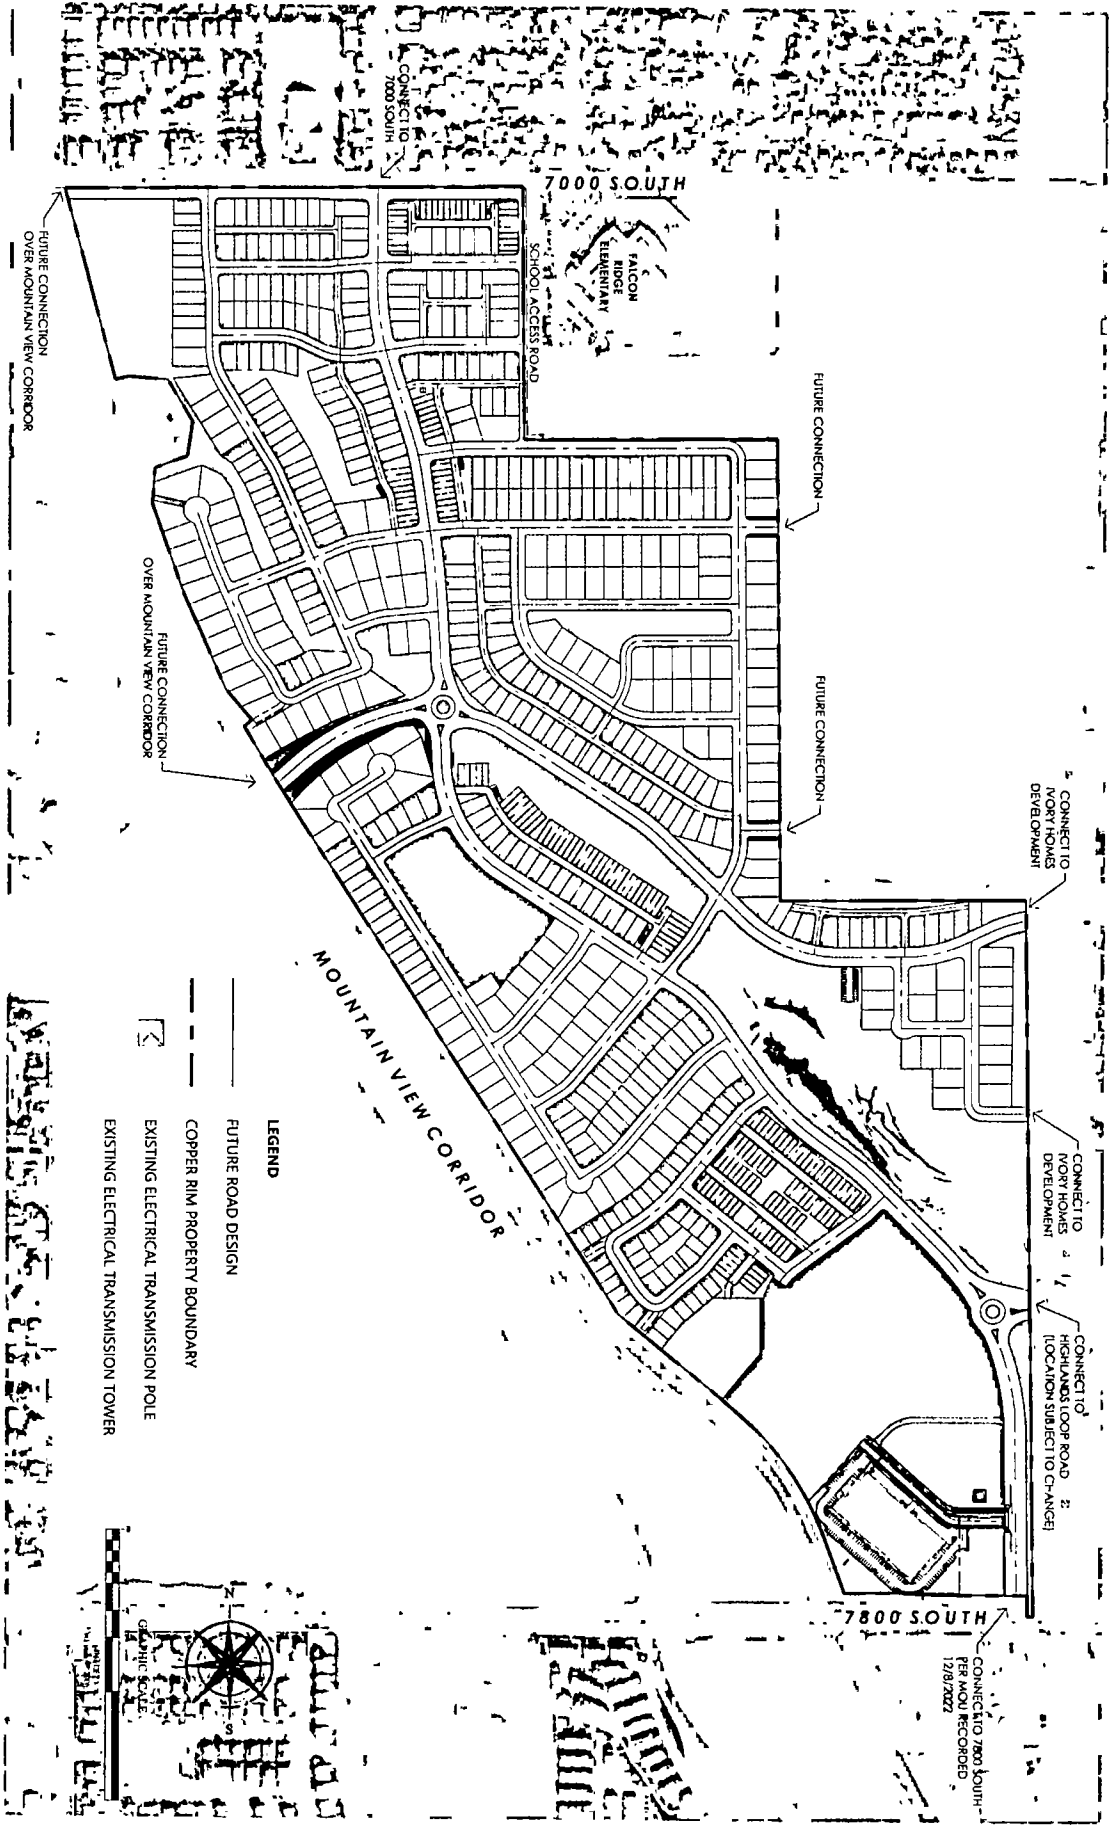 CONNECT TO
7000 SOUTH
7000 SOUTH
FALCON
RIDGE
ELEMENTARY
SCHOOL ACCESS ROAD
FUTURE CONNECTION
OVER MOUNTAIN VIEW CORRIDOR
FUTURE CONNECTION
FUTURE CONNECTION
OVER MOUNTAIN VIEW CORRIDOR
FUTURE CONNECTION
CONNECT TO
IVORY HOMES
DEVELOPMENT
MOUNTAIN VIEW CORRIDOR
CONNECT TO
IVORY HOMES
DEVELOPMENT
CONNECT TO
HIGHLANDS LOOP ROAD
(LOCATION SUBJECT TO CHANGE)
7800 SOUTH
CONNECT TO 7800 SOUTH
PER MOU RECORDED
12/8/2022
LEGEND
FUTURE ROAD DESIGN
COPPER RIM PROPERTY BOUNDARY
EXISTING ELECTRICAL TRANSMISSION POLE
EXISTING ELECTRICAL TRANSMISSION TOWER
N
S
GRAPHIC SCALE